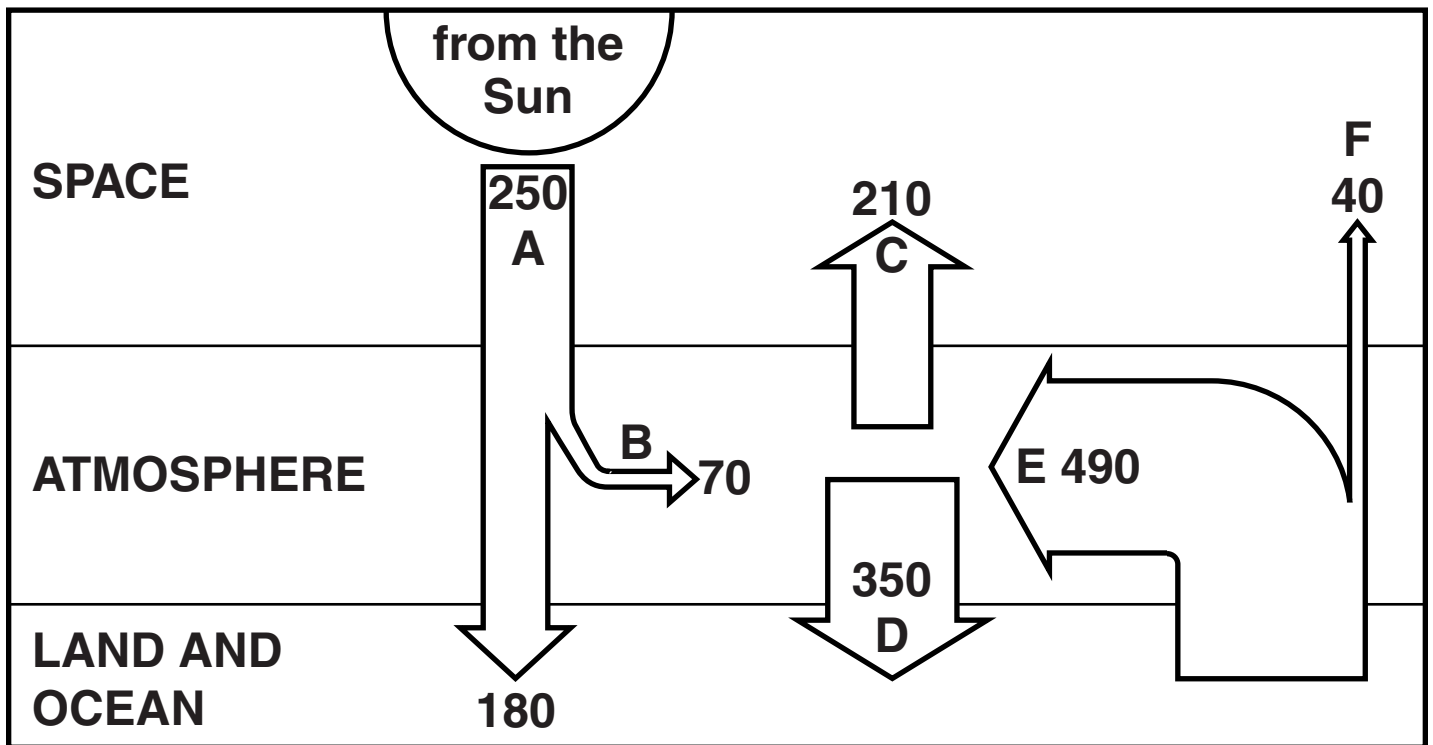 from the
Sun
SPACE
250
A
210
C
F
40
ATMOSPHERE
B
70
E 490
350
D
LAND AND
OCEAN
180